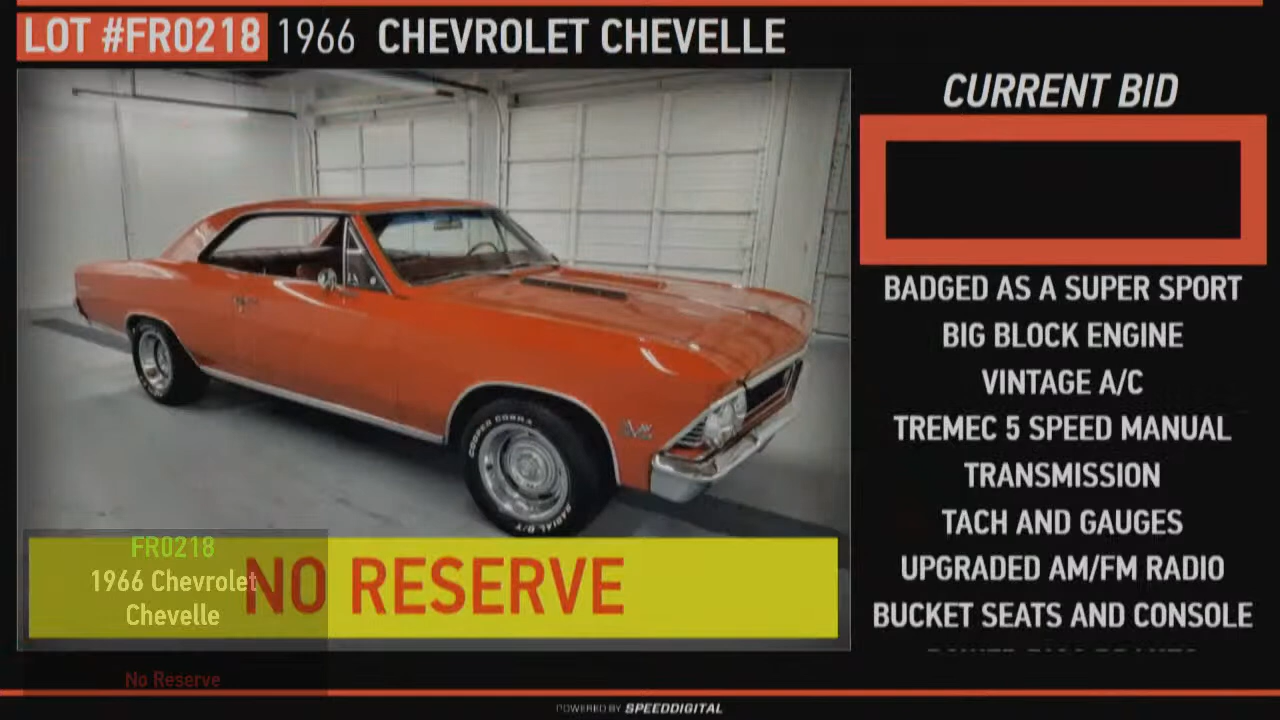 LOT #FR0218 1966 CHEVROLET CHEVELLE
CURRENT BID
BADGED AS A SUPER SPORT
BIG BLOCK ENGINE
VINTAGE A/C
TREMEC 5 SPEED MANUAL
TRANSMISSION
TACH AND GAUGES
UPGRADED AM/FM RADIO
BUCKET SEATS AND CONSOLE
COOPER COBRA
RADIAL G/T
FR0218
1966 Chevrolet
Chevelle
NO RESERVE
No Reserve
POWERED BY SPEEDDIGITAL